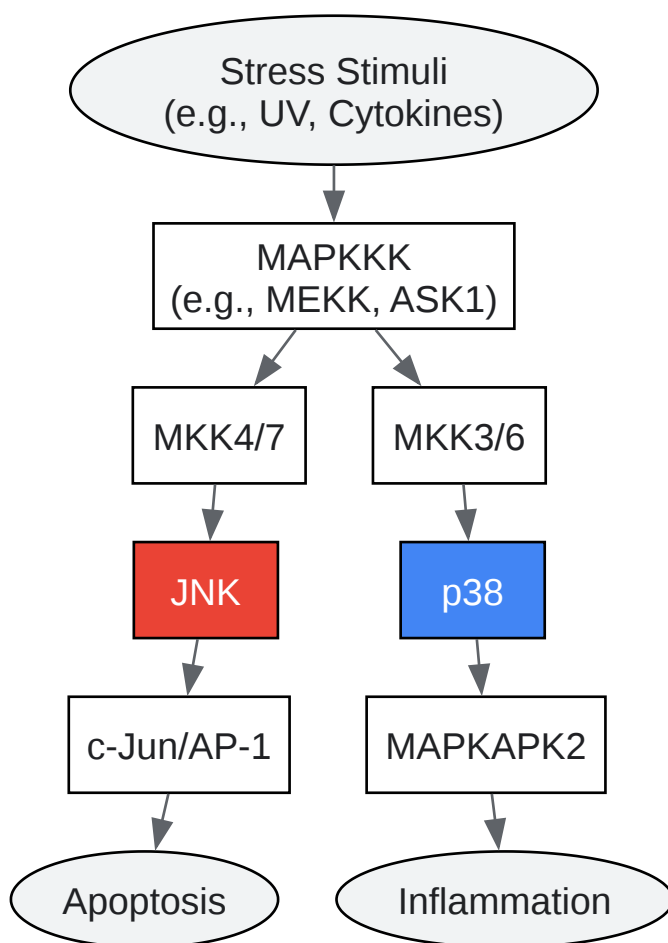 Stress Stimuli
(e.g., UV, Cytokines)
MAPKKK
(e.g., MEKK, ASK1)
MKK4/7
MKK3/6
JNK
p38
c-Jun/AP-1
MAPKAPK2
Apoptosis
Inflammation